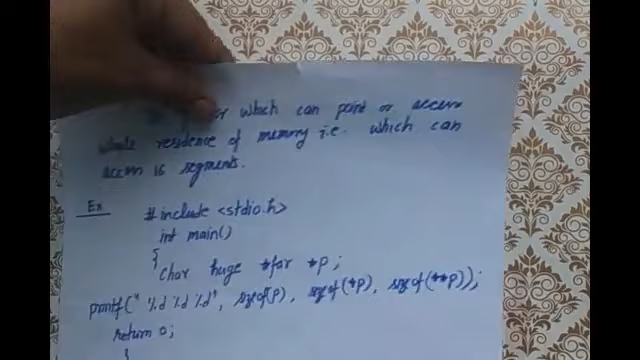 which can point or access
whole residence of memory i.e. which can
access 16 segments.
Ex
#include <stdio.h>
int main()
{
char huge *far *p;
printf("%d %d %d", sizeof(p), sizeof(*p), sizeof(**p));
return 0;
}